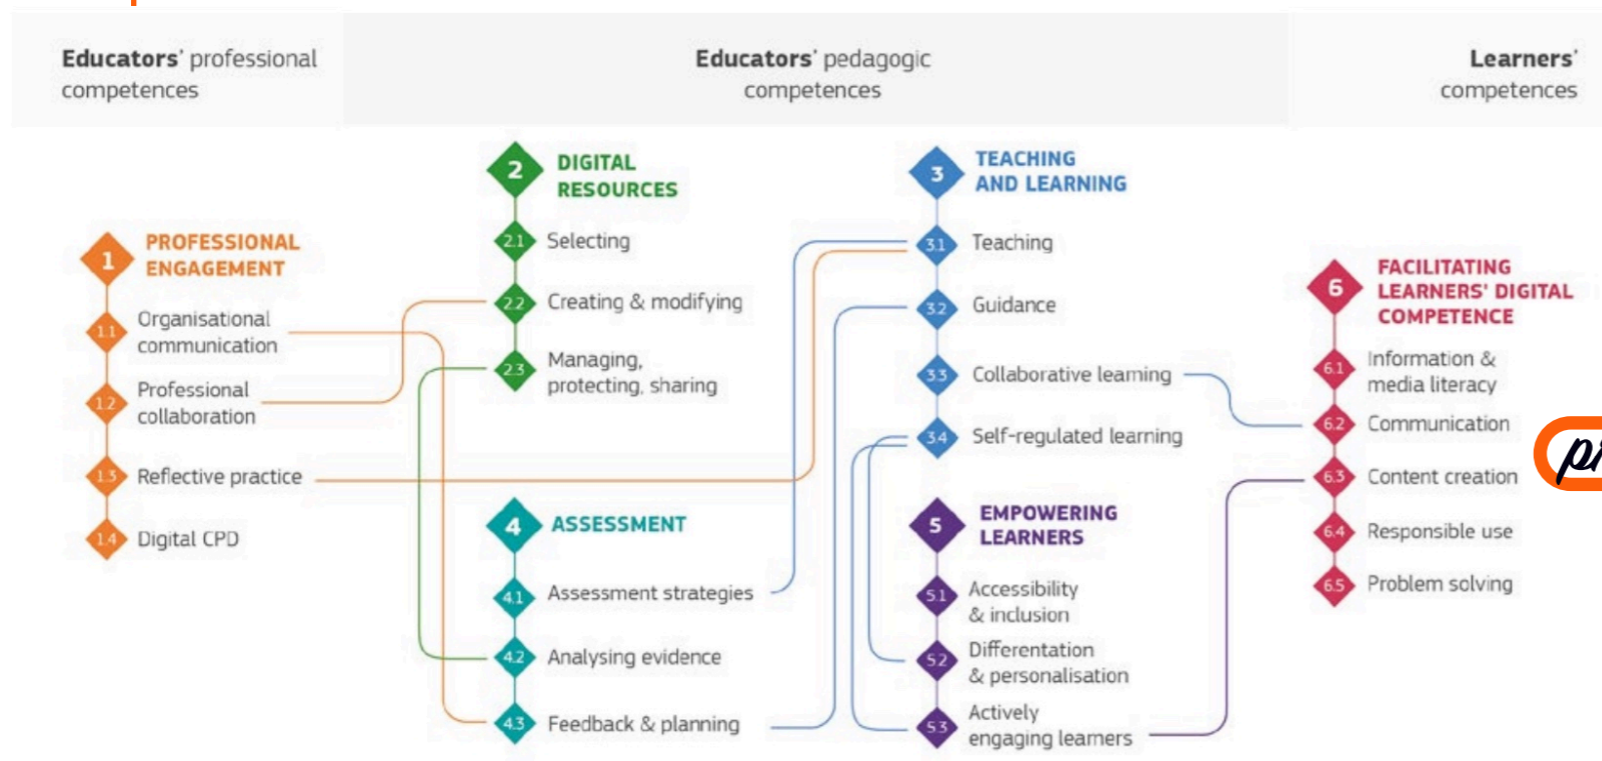 Educators' professional
competences
Educators' pedagogic
competences
Learners'
competences
1
PROFESSIONAL
ENGAGEMENT
1.1
Organisational
communication
1.2
Professional
collaboration
1.3
Reflective practice
1.4
Digital CPD
2
DIGITAL
RESOURCES
2.1
Selecting
2.2
Creating & modifying
2.3
Managing,
protecting, sharing
4
ASSESSMENT
4.1
Assessment strategies
4.2
Analysing evidence
4.3
Feedback & planning
3
TEACHING
AND LEARNING
3.1
Teaching
3.2
Guidance
3.3
Collaborative learning
3.4
Self-regulated learning
5
EMPOWERING
LEARNERS
5.1
Accessibility
& inclusion
5.2
Differentation
& personalisation
5.3
Actively
engaging learners
6
FACILITATING
LEARNERS' DIGITAL
COMPETENCE
6.1
Information &
media literacy
6.2
Communication
6.3
Content creation
6.4
Responsible use
6.5
Problem solving